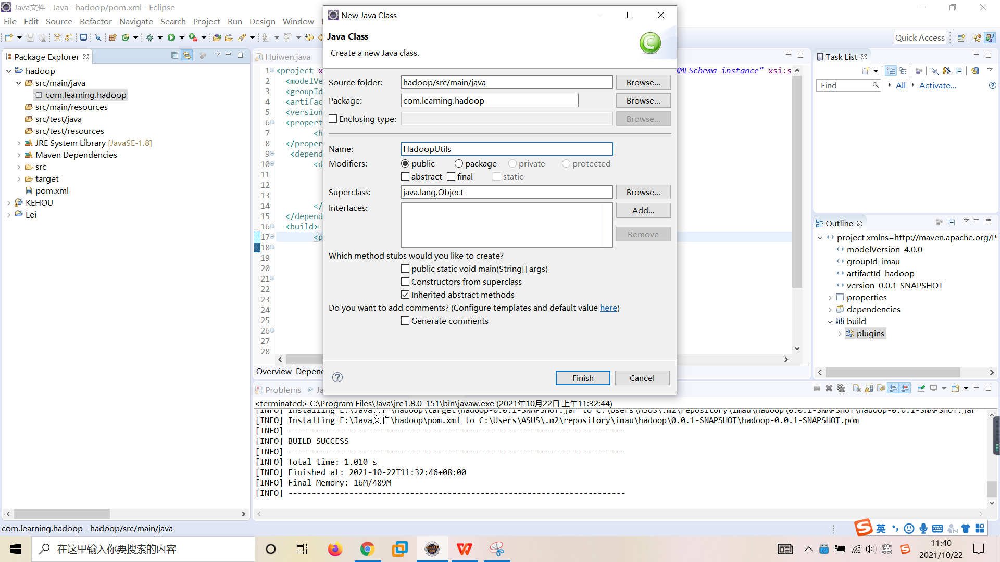 Java文件 - Java - hadoop/pom.xml - Eclipse
File Edit Source Refactor Navigate Search Project Run Design Window
Quick Access
Package Explorer
hadoop
src/main/java
com.learning.hadoop
src/main/resources
src/test/java
src/test/resources
JRE System Library [JavaSE-1.8]
Maven Dependencies
src
target
pom.xml
KEHOU
Lei
Huiwen.java
1 <project x
XMLSchema-instance" xsi:s
2 <modelVe
3 <groupId
4 <artifac
5 <version
6 <propert
7 <h
8 </proper
9 <depend
10 <d
11
12
13
14 </
15 </depend
16 <build>
17 <p
18
19
20
21
22
23
24
25
26
27
28
Overview Depend
New Java Class
Java Class
Create a new Java class.
Source folder: hadoop/src/main/java Browse...
Package: com.learning.hadoop Browse...
Enclosing type: Browse...
Name: HadoopUtils
Modifiers: public package private protected
abstract final static
Superclass: java.lang.Object Browse...
Interfaces: Add...
Remove
Which method stubs would you like to create?
public static void main(String[] args)
Constructors from superclass
Inherited abstract methods
Do you want to add comments? (Configure templates and default value here)
Generate comments
Finish Cancel
Task List
Find All Activate...
Outline
project xmlns=http://maven.apache.org/P
modelVersion 4.0.0
groupId imau
artifactId hadoop
version 0.0.1-SNAPSHOT
properties
dependencies
build
plugins
Problems @ Ja
<terminated> C:\Program Files\Java\jre1.8.0_151\bin\javaw.exe (2021年10月22日 上午11:32:44)
[INFO] Installing E:\Java文件\hadoop\target\hadoop-0.0.1-SNAPSHOT.jar to C:\Users\ASUS\.m2\repository\imau\hadoop\0.0.1-SNAPSHOT\hadoop-0.0.1-SNAPSHOT.jar
[INFO] Installing E:\Java文件\hadoop\pom.xml to C:\Users\ASUS\.m2\repository\imau\hadoop\0.0.1-SNAPSHOT\hadoop-0.0.1-SNAPSHOT.pom
[INFO] ------------------------------------------------------------------------
[INFO] BUILD SUCCESS
[INFO] ------------------------------------------------------------------------
[INFO] Total time: 1.010 s
[INFO] Finished at: 2021-10-22T11:32:46+08:00
[INFO] Final Memory: 16M/489M
[INFO] ------------------------------------------------------------------------
com.learning.hadoop - hadoop/src/main/java
英
在这里输入你要搜索的内容
英
11:40
2021/10/22